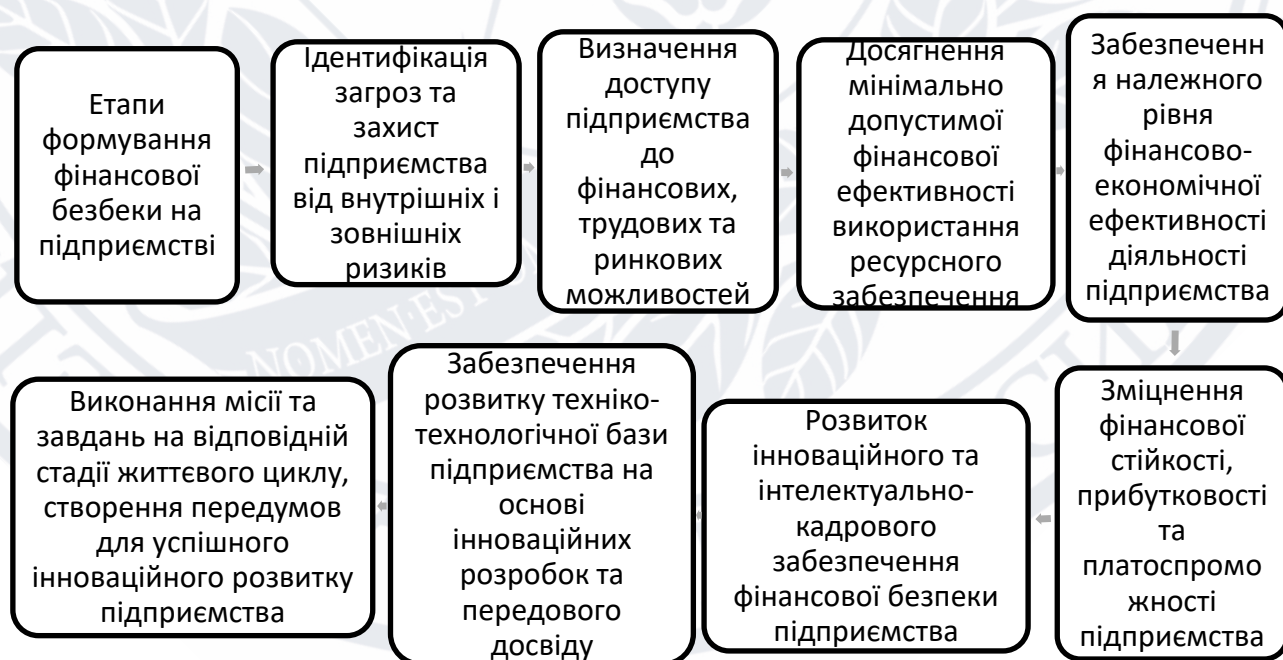 Етапи
формування
фінансової
безбеки на
підприємстві
Ідентифікація
загроз та
захист
підприємства
від внутрішніх і
зовнішніх
ризиків
Визначення
доступу
підприємства
до
фінансових,
трудових та
ринкових
можливостей
Досягнення
мінімально
допустимої
фінансової
ефективності
використання
ресурсного
забезпечення
Забезпеченн
я належного
рівня
фінансово-
економічної
ефективності
діяльності
підприємства
Зміцнення
фінансової
стійкості,
прибутковості
та
платоспромо
жності
підприємства
Розвиток
інноваційного та
інтелектуально-
кадрового
забезпечення
фінансової безпеки
підприємства
Забезпечення
розвитку техніко-
технологічної бази
підприємства на
основі
інноваційних
розробок та
передового
досвіду
Виконання місії та
завдань на відповідній
стадії життєвого циклу,
створення передумов
для успішного
інноваційного розвитку
підприємства
NOMEN·EST